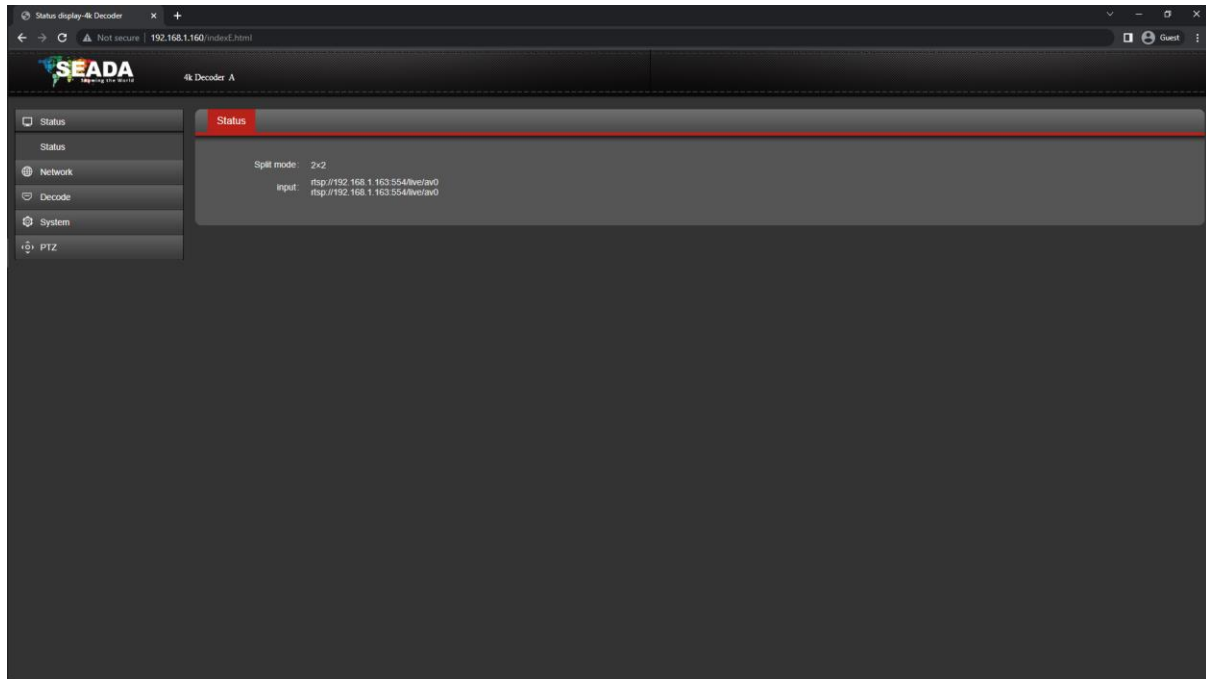 Status display-4k Decoder
Not secure | 192.168.1.160/indexE.html
Guest
SEADA
4k Decoder A
Status
Status
Network
Decode
System
PTZ
Status
Split mode: 2×2
Input: rtsp://192.168.1.163:554/live/av0
rtsp://192.168.1.163:554/live/av0